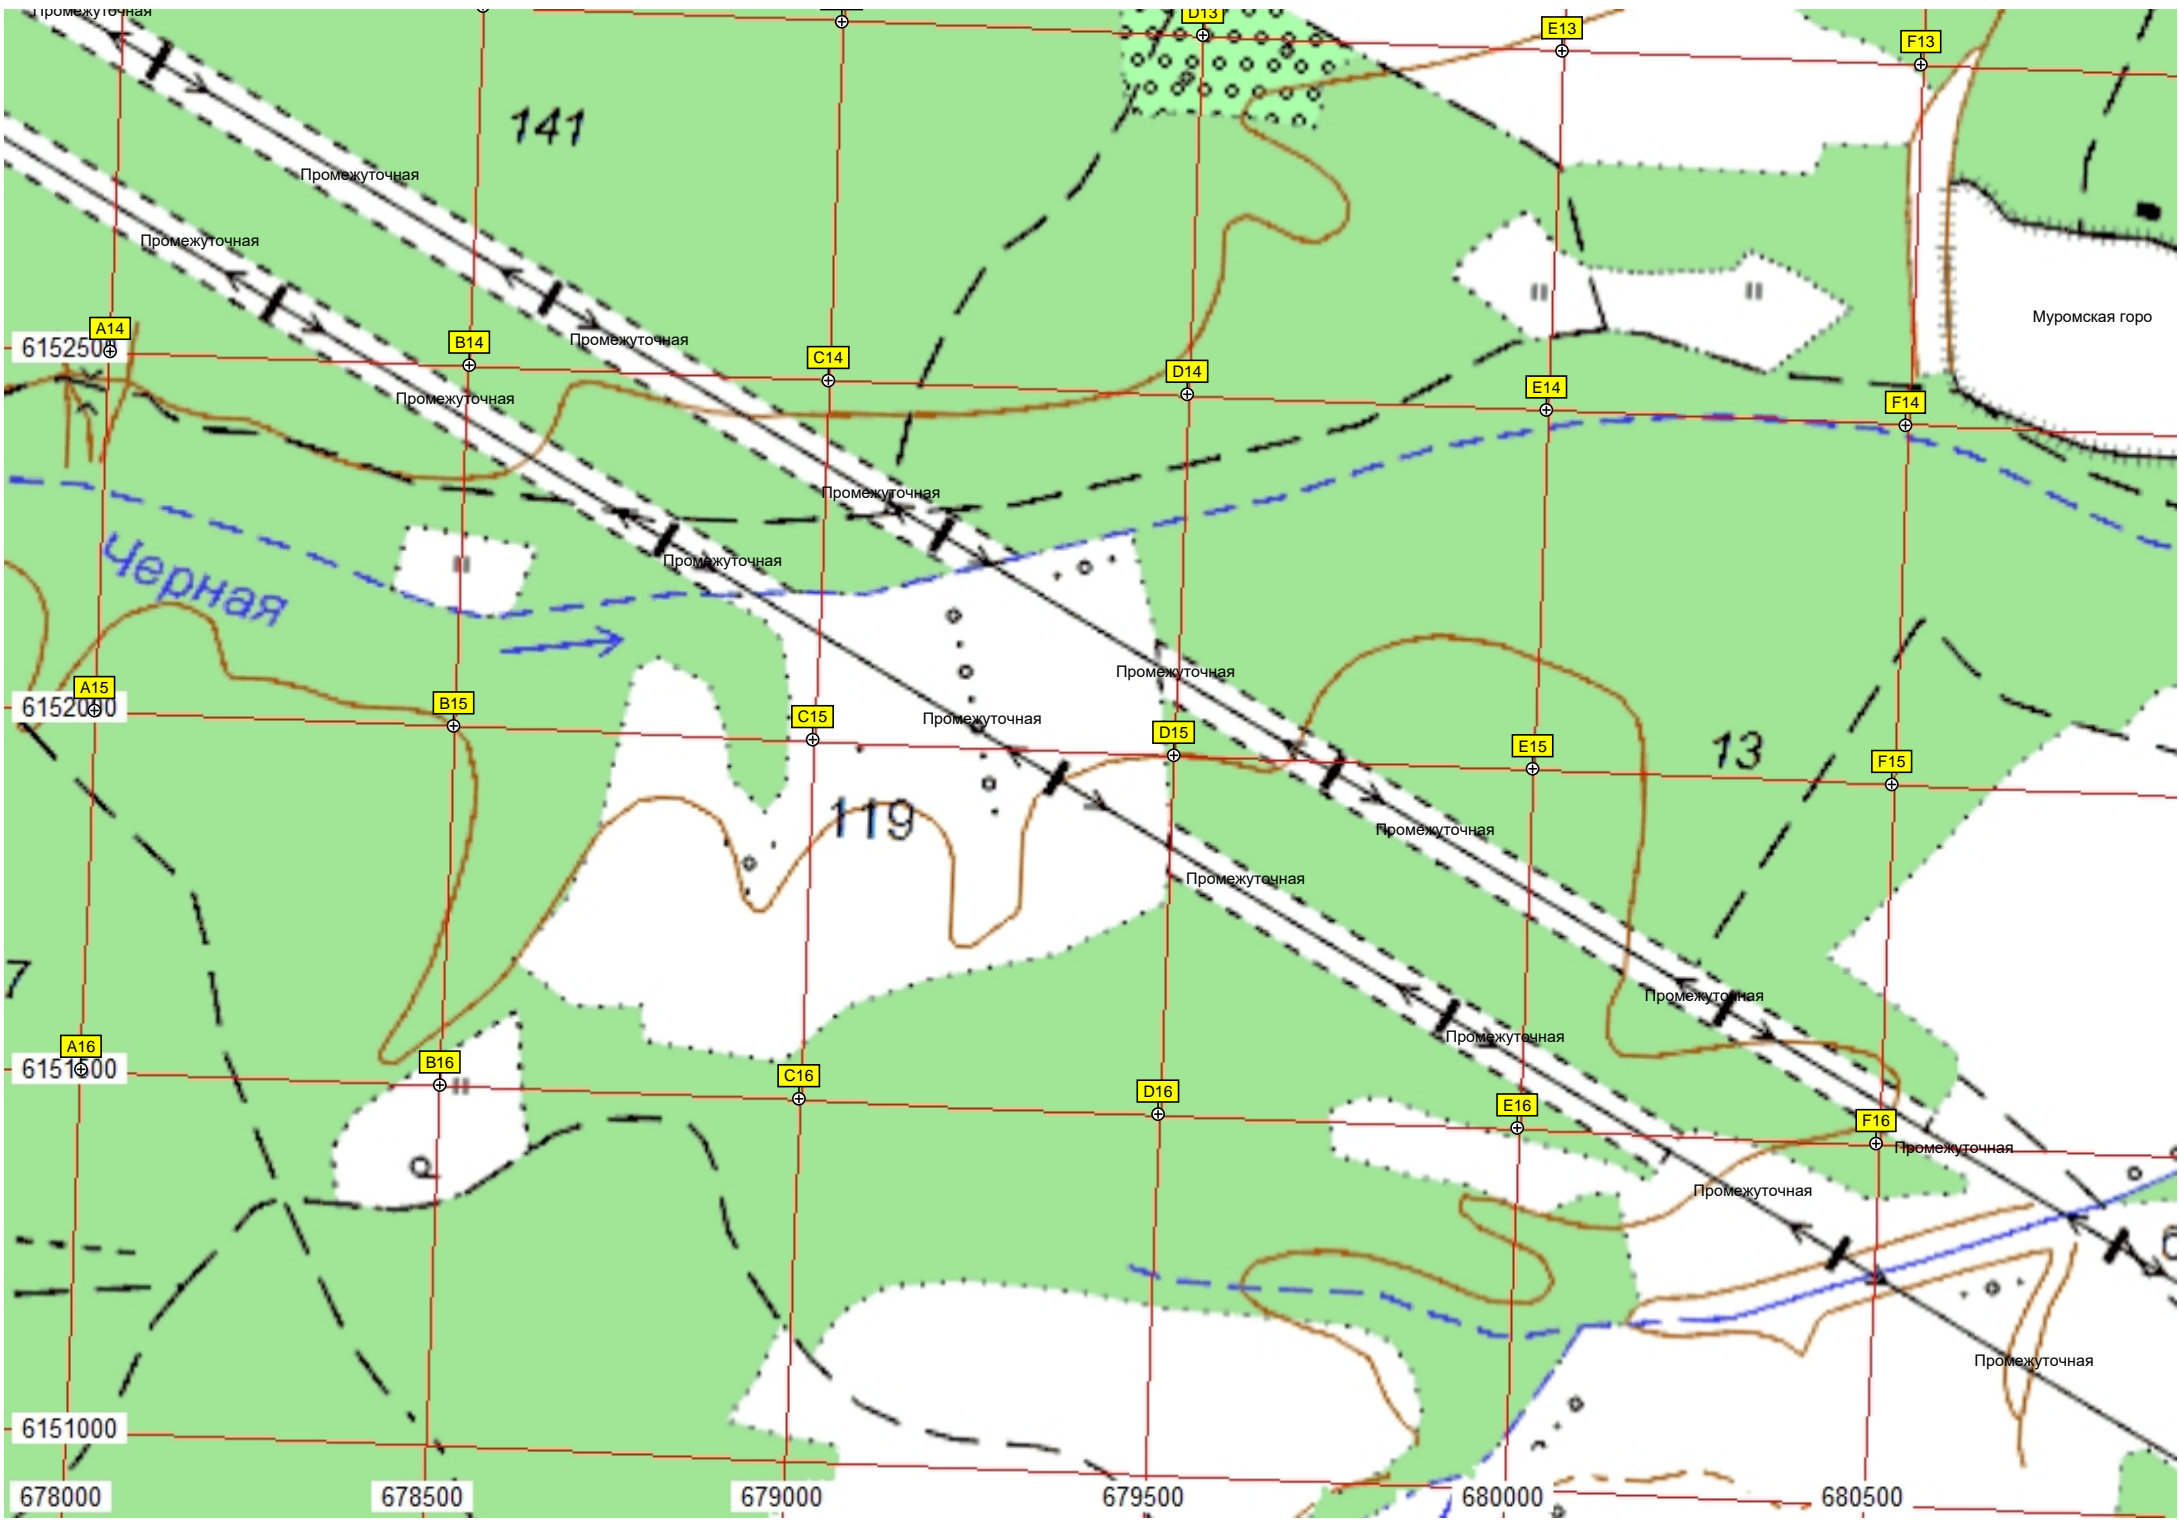 Промежуточная
D13
E13
F13
141
Промежуточная
Промежуточная
Муромская горо
A14
6152500
B14
Промежуточная
C14
D14
E14
F14
Промежуточная
Промежуточная
Черная
Промежуточная
Промежуточная
A15
6152000
B15
C15
Промежуточная
D15
E15
13
F15
119
Промежуточная
Промежуточная
7
Промежуточная
Промежуточная
A16
6151500
B16
C16
D16
E16
F16
Промежуточная
Промежуточная
Промежуточная
6151000
678000
678500
679000
679500
680000
680500